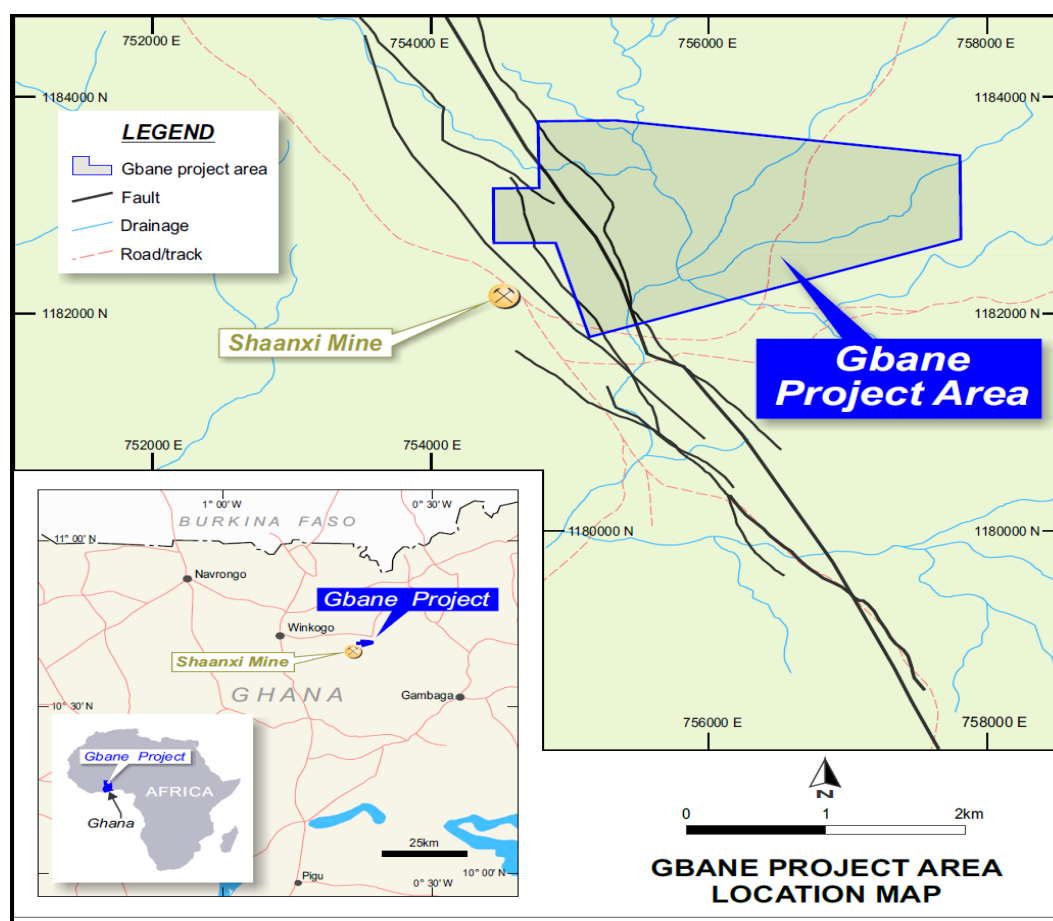 752000 E
754000 E
756000 E
758000 E
1184000 N
1184000 N
LEGEND
Gbane project area
Fault
Drainage
Road/track
1182000 N
1182000 N
Shaanxi Mine
Gbane
Project Area
752000 E
754000 E
1180000 N
1180000 N
756000 E
758000 E
1° 00' W
0° 30' W
BURKINA FASO
11° 00' N
Navrongo
Gbane Project
Winkogo
Shaanxi Mine
GHANA
Gambaga
10° 30' N
Gbane Project
AFRICA
Ghana
25km
Pigu
0° 30' W
10° 00' N
N
0
1
2km
GBANE PROJECT AREA
LOCATION MAP